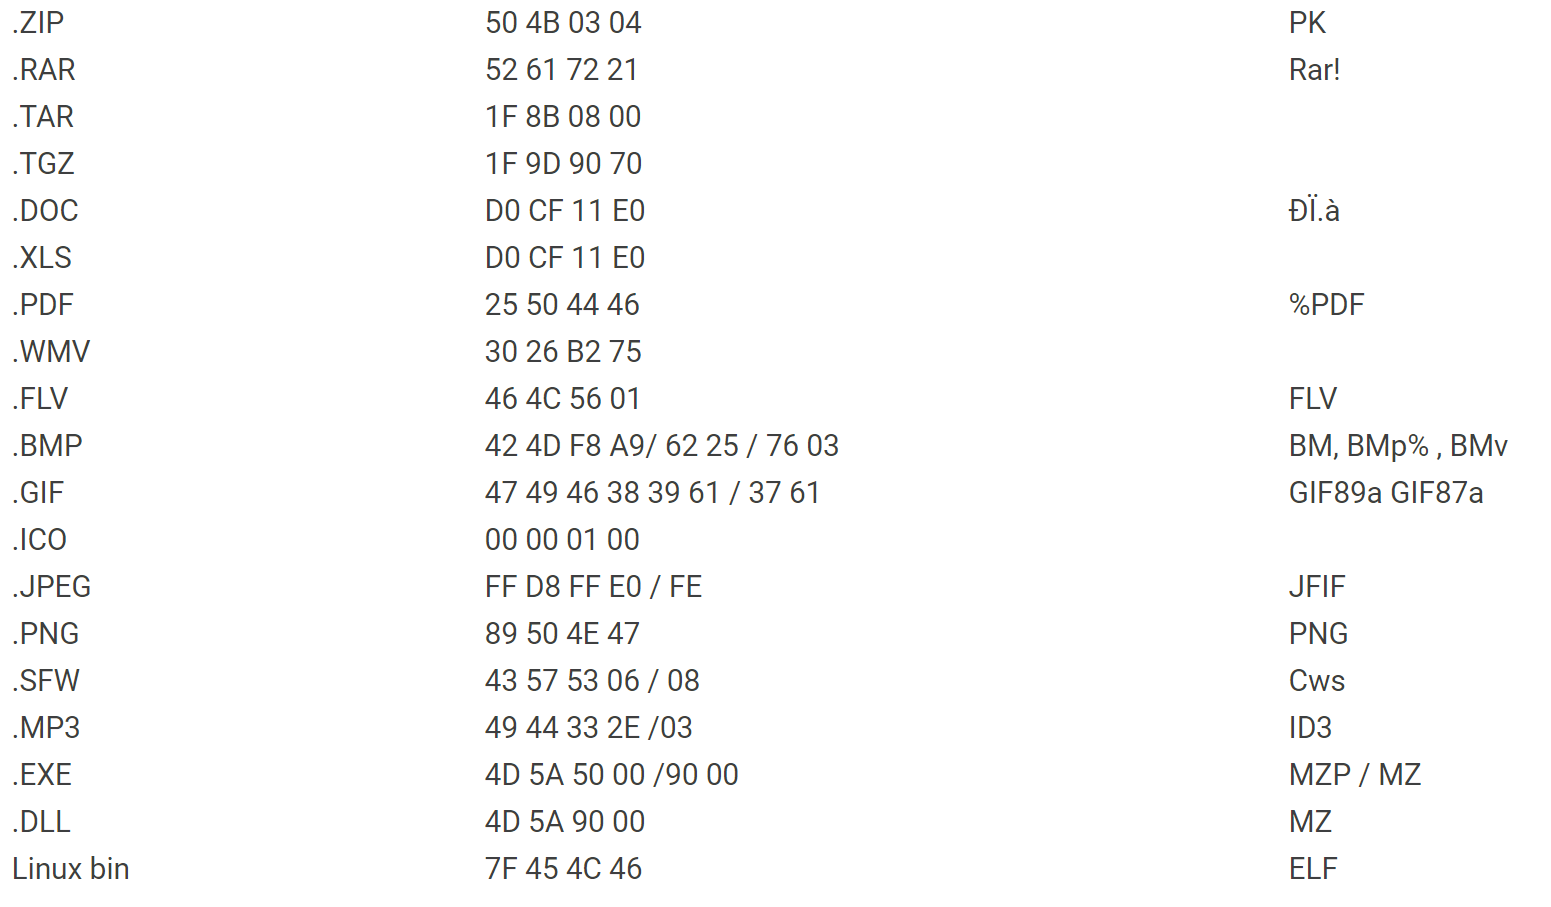 .ZIP 50 4B 03 04 PK
.RAR 52 61 72 21 Rar!
.TAR 1F 8B 08 00
.TGZ 1F 9D 90 70
.DOC D0 CF 11 E0 ÐÏ.à
.XLS D0 CF 11 E0
.PDF 25 50 44 46 %PDF
.WMV 30 26 B2 75
.FLV 46 4C 56 01 FLV
.BMP 42 4D F8 A9/ 62 25 / 76 03 BM, BMp% , BMv
.GIF 47 49 46 38 39 61 / 37 61 GIF89a GIF87a
.ICO 00 00 01 00
.JPEG FF D8 FF E0 / FE JFIF
.PNG 89 50 4E 47 PNG
.SFW 43 57 53 06 / 08 Cws
.MP3 49 44 33 2E /03 ID3
.EXE 4D 5A 50 00 /90 00 MZP / MZ
.DLL 4D 5A 90 00 MZ
Linux bin 7F 45 4C 46 ELF